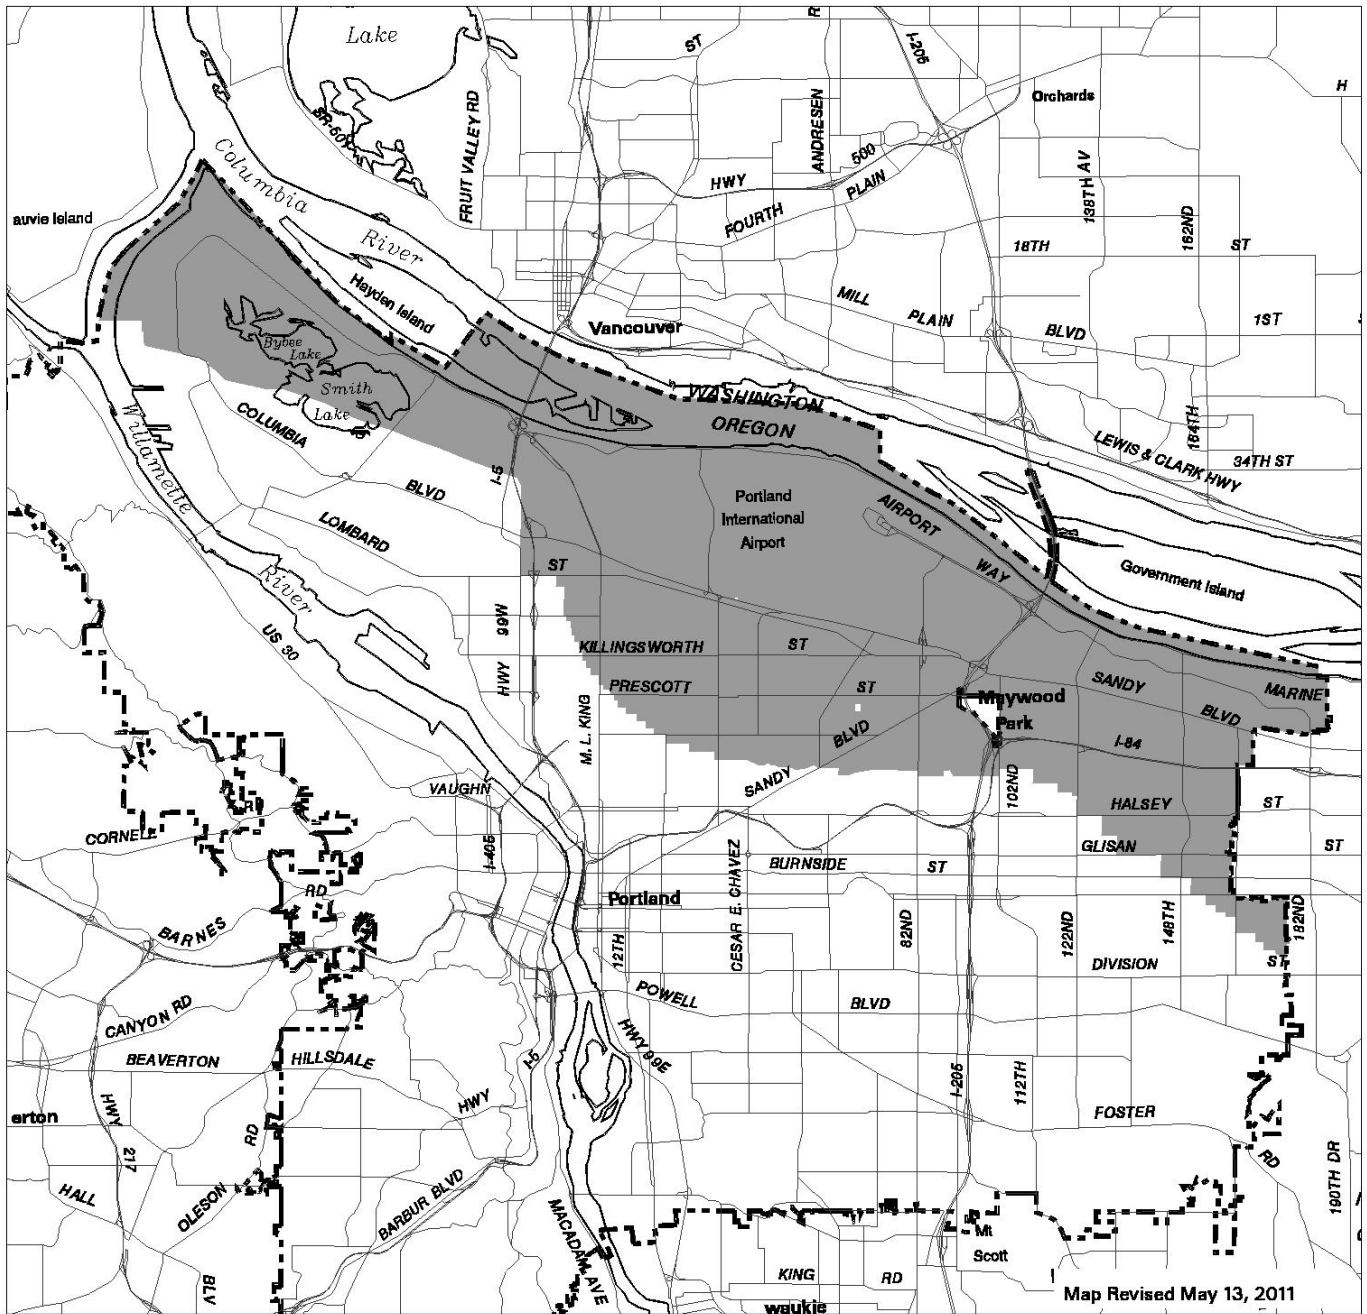 Lake
ST
R
I-205
Orchards
H
SR-501
FRUIT VALLEY RD
ANDRESEN
500
HWY
PLAIN
FOURTH
138TH AV
162ND
18TH
ST
Columbia
River
auvie Island
Hayden Island
MILL
PLAIN
BLVD
1ST
Vancouver
Bybee
Lake
Smith
Lake
WASHINGTON
OREGON
164TH
LEWIS & CLARK HWY
34TH ST
Willamette
River
COLUMBIA
BLVD
I-5
LOMBARD
ST
Portland
International
Airport
AIRPORT
WAY
Government Island
US 30
99W
HWY
KILLINGSWORTH
ST
PRESCOTT
ST
M. L. KING
SANDY
BLVD
Maywood
Park
SANDY
BLVD
MARINE
I-84
VAUGHN
102ND
HALSEY
ST
RD
CORNELL
I-405
CESAR E. CHAVEZ
BURNSIDE
ST
GLISAN
ST
RD
BARNES
Portland
12TH
82ND
122ND
148TH
182ND
DIVISION
ST
CANYON RD
POWELL
BLVD
BEAVERTON
HILLSDALE
HWY
I-5
HWY 99E
I-205
112TH
FOSTER
RD
erton
HWY
217
RD
HALL
OLESON
BARBUR BLVD
MACADAM AVE
190TH DR
Mt
Scott
BLV
KING
RD
waukie
Map Revised May 13, 2011